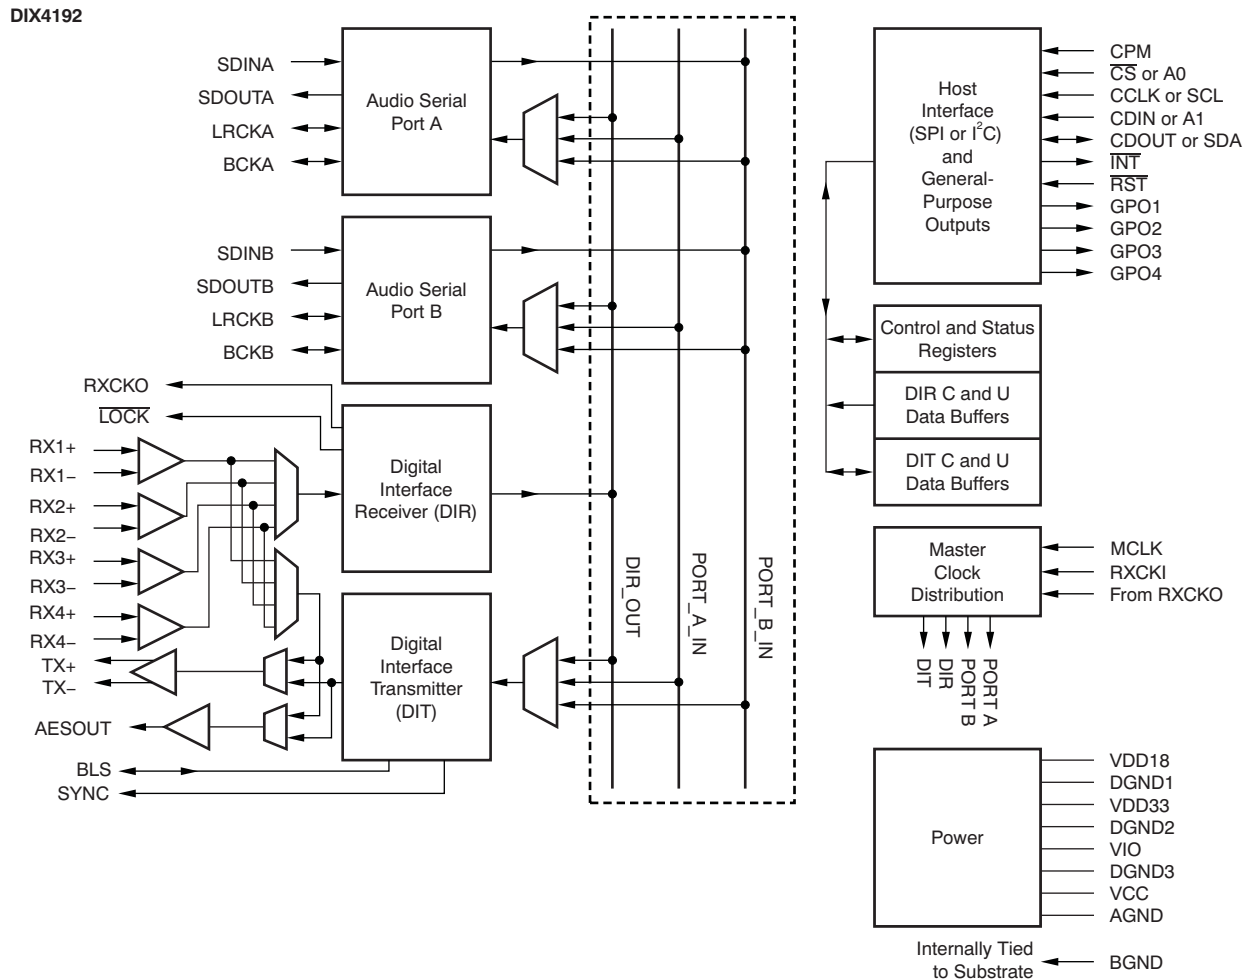 DIX4192
SDINA
SDOUTA
LRCKA
BCKA
Audio Serial
Port A
SDINB
SDOUTB
LRCKB
BCKB
Audio Serial
Port B
RXCKO
LOCK
RX1+
RX1−
RX2+
RX2−
RX3+
RX3−
RX4+
RX4−
TX+
TX−
AESOUT
BLS
SYNC
Digital
Interface
Receiver (DIR)
Digital
Interface
Transmitter
(DIT)
DIR_OUT
PORT_A_IN
PORT_B_IN
Host
Interface
(SPI or I²C)
and
General-
Purpose
Outputs
CPM
CS or A0
CCLK or SCL
CDIN or A1
CDOUT or SDA
INT
RST
GPO1
GPO2
GPO3
GPO4
Control and Status
Registers
DIR C and U
Data Buffers
DIT C and U
Data Buffers
Master
Clock
Distribution
MCLK
RXCKI
From RXCKO
DIT
DIR
PORT B
PORT A
Power
VDD18
DGND1
VDD33
DGND2
VIO
DGND3
VCC
AGND
Internally Tied
to Substrate
BGND